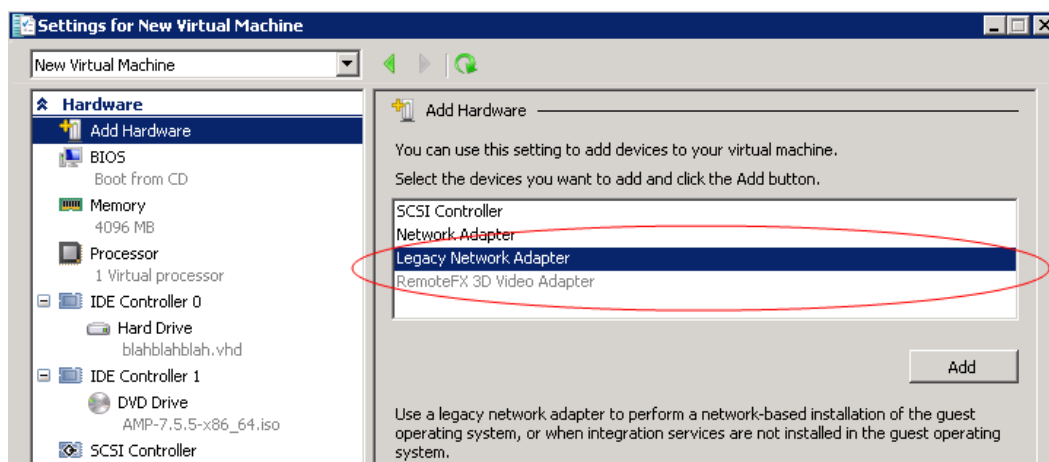 Settings for New Virtual Machine
New Virtual Machine
Hardware
Add Hardware
BIOS
Boot from CD
Memory
4096 MB
Processor
1 Virtual processor
IDE Controller 0
Hard Drive
blahblahblah.vhd
IDE Controller 1
DVD Drive
AMP-7.5.5-x86_64.iso
SCSI Controller
Add Hardware
You can use this setting to add devices to your virtual machine.
Select the devices you want to add and click the Add button.
SCSI Controller
Network Adapter
Legacy Network Adapter
RemoteFX 3D Video Adapter
Add
Use a legacy network adapter to perform a network-based installation of the guest
operating system, or when integration services are not installed in the guest operating
system.